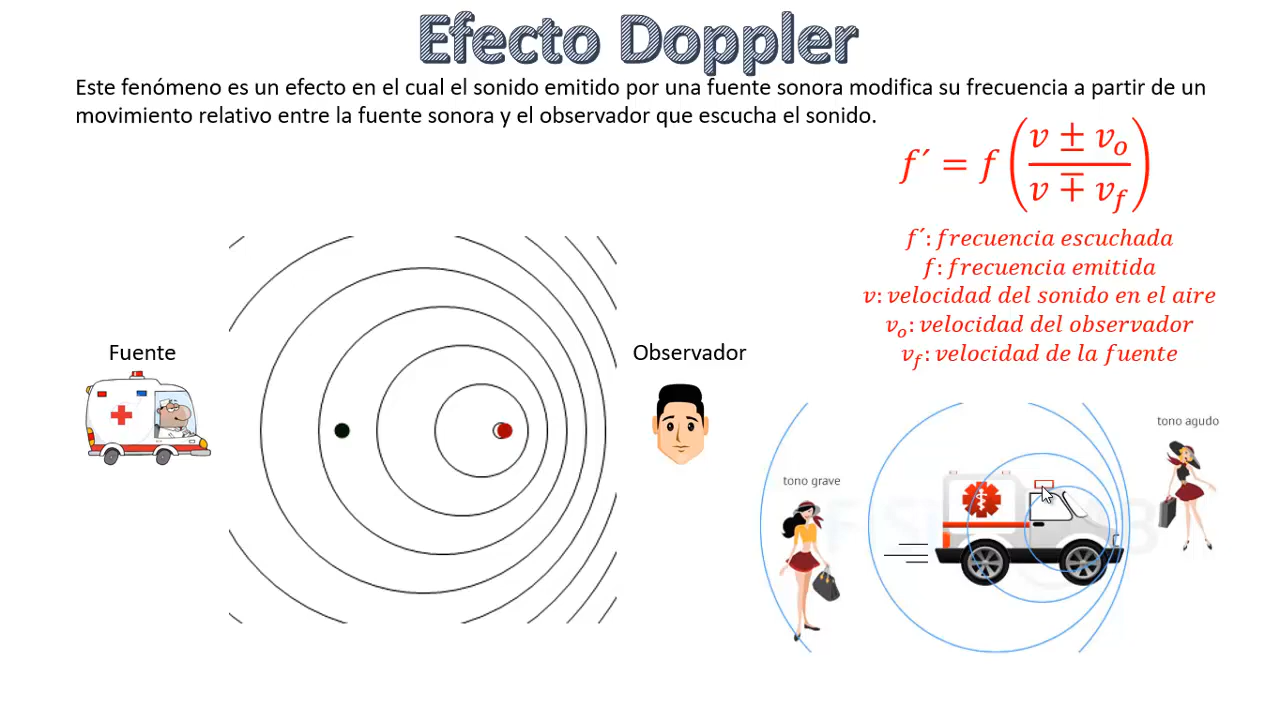 Efecto Doppler
Este fenómeno es un efecto en el cual el sonido emitido por una fuente sonora modifica su frecuencia a partir de un
movimiento relativo entre la fuente sonora y el observador que escucha el sonido.
f´ = f (v ± v_o / v ∓ v_f)
f´: frecuencia escuchada
f: frecuencia emitida
v: velocidad del sonido en el aire
v_o: velocidad del observador
v_f: velocidad de la fuente
Fuente
Observador
tono grave
tono agudo